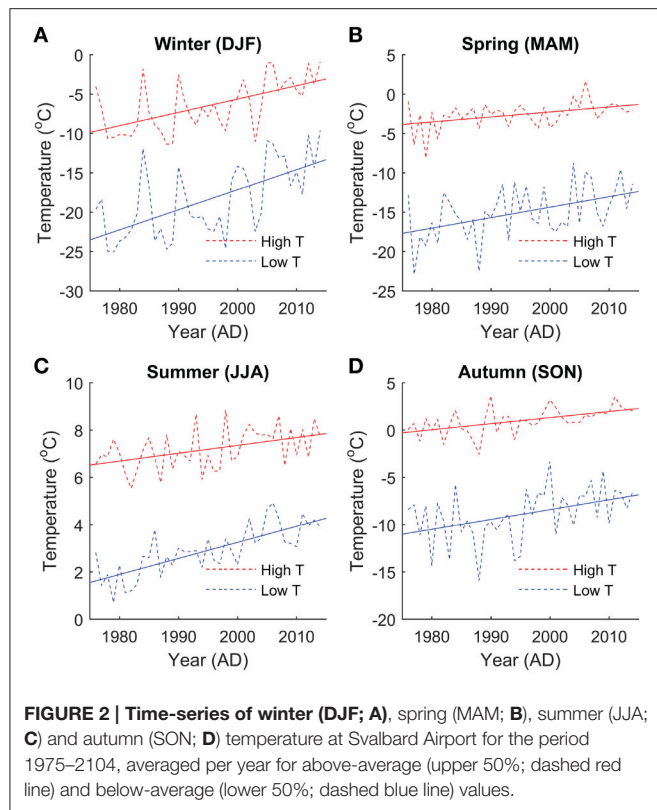 A
Winter (DJF)
0
-5
-10
-15
-20
-25
-30
Temperature (°C)
High T
Low T
1980 1990 2000 2010
Year (AD)
B
Spring (MAM)
5
0
-5
-10
-15
-20
-25
Temperature (°C)
High T
Low T
1980 1990 2000 2010
Year (AD)
C
Summer (JJA)
10
8
6
4
2
0
Temperature (°C)
High T
Low T
1980 1990 2000 2010
Year (AD)
D
Autumn (SON)
5
0
-5
-10
-15
-20
Temperature (°C)
High T
Low T
1980 1990 2000 2010
Year (AD)
FIGURE 2 | Time-series of winter (DJF; A), spring (MAM; B), summer (JJA;
C) and autumn (SON; D) temperature at Svalbard Airport for the period
1975–2104, averaged per year for above-average (upper 50%; dashed red
line) and below-average (lower 50%; dashed blue line) values.